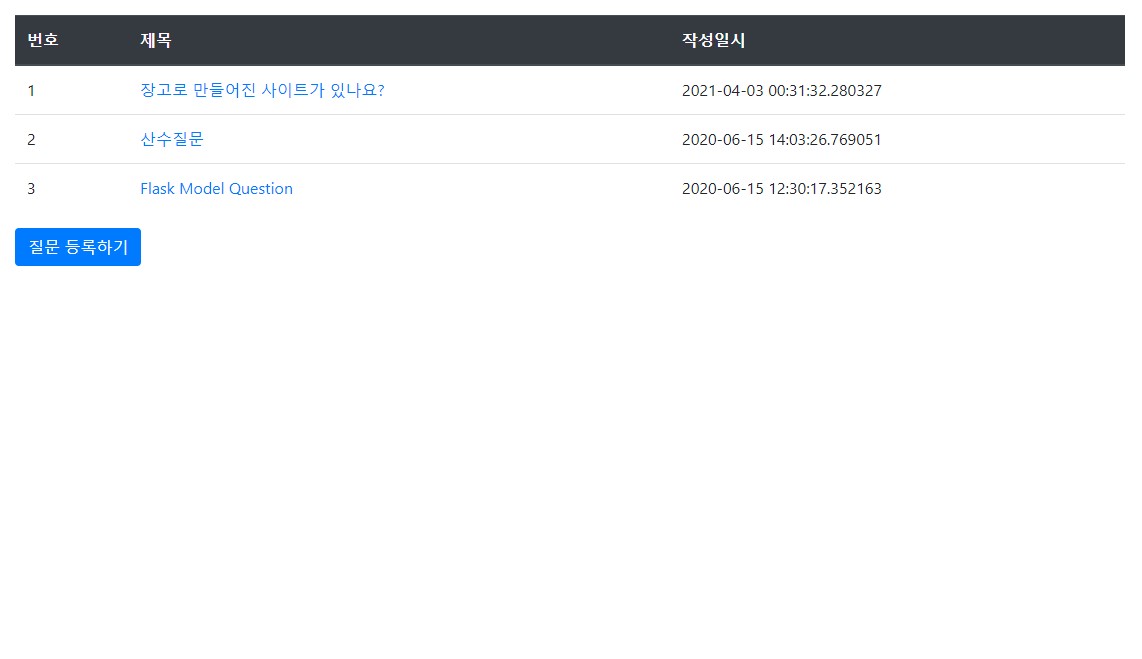 번호 제목 작성일시
1 장고로 만들어진 사이트가 있나요? 2021-04-03 00:31:32.280327
2 산수질문 2020-06-15 14:03:26.769051
3 Flask Model Question 2020-06-15 12:30:17.352163
질문 등록하기